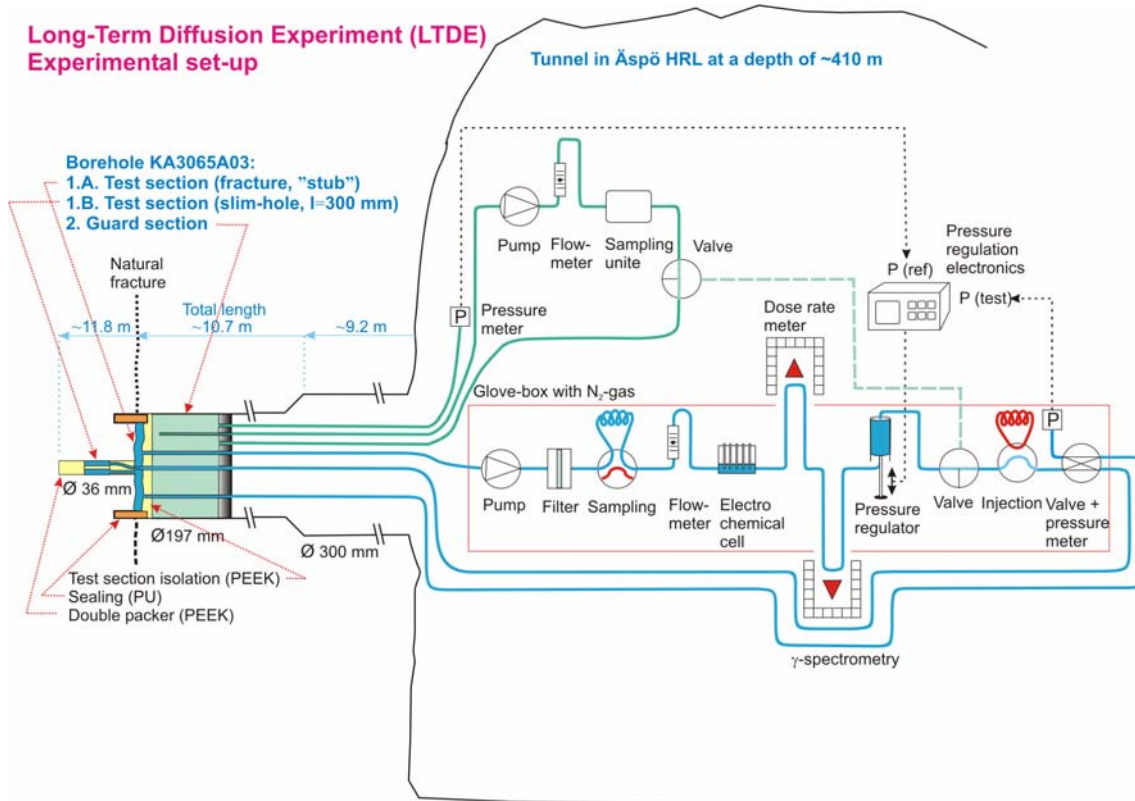 Long-Term Diffusion Experiment (LTDE)
Experimental set-up
Tunnel in Äspö HRL at a depth of ~410 m
Borehole KA3065A03:
1.A. Test section (fracture, ”stub”)
1.B. Test section (slim-hole, l=300 mm)
2. Guard section
Natural
fracture
Total length
~11.8 m
~10.7 m
~9.2 m
Pump
Flow-
meter
Sampling
unite
Valve
P
Pressure
meter
Pressure
regulation
electronics
P (ref)
P (test)
Dose rate
meter
Glove-box with N₂-gas
P
Pump
Filter
Sampling
Flow-
meter
Electro
chemical
cell
Pressure
regulator
Valve
Injection
Valve +
pressure
meter
Ø 36 mm
Ø197 mm
Ø 300 mm
Test section isolation (PEEK)
Sealing (PU)
Double packer (PEEK)
γ-spectrometry